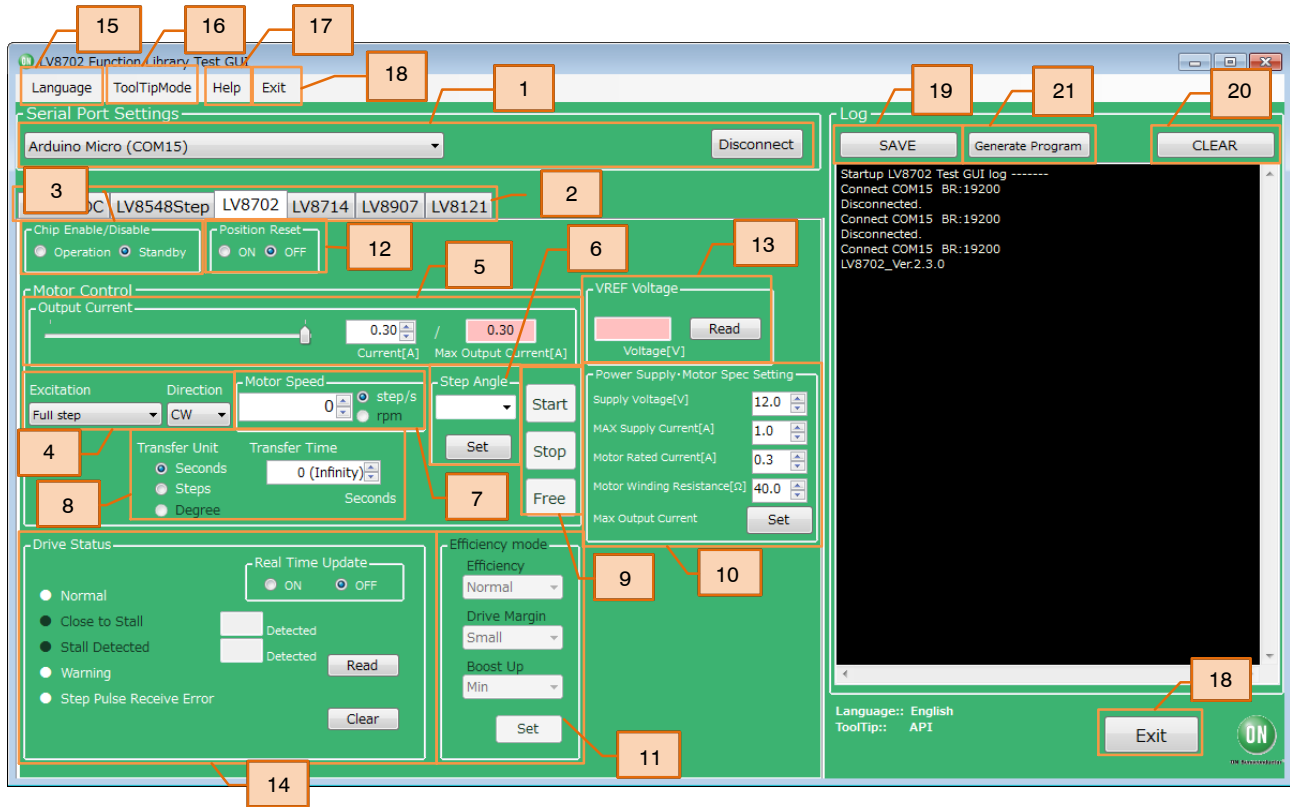 15
16
17
LV8702 Function Library Test GUI
18
Language ToolTipMode Help Exit
1
19
21
20
Serial Port Settings
Arduino Micro (COM15)
Disconnect
Log
SAVE
Generate Program
CLEAR
Startup LV8702 Test GUI log -------
Connect COM15 BR:19200
Disconnected.
Connect COM15 BR:19200
Disconnected.
Connect COM15 BR:19200
LV8702_Ver.2.3.0
3
2
LV8548Step LV8702 LV8714 LV8907 LV8121
Chip Enable/Disable
Operation Standby
Position Reset
ON OFF
12
5
6
13
Motor Control
Output Current
0.30 / 0.30
Current[A] Max Output Current[A]
VREF Voltage
Read
Voltage[V]
Excitation Direction
Full step CW
Motor Speed
0 step/s
rpm
Step Angle
Set
Start
Stop
Free
Power Supply・Motor Spec Setting
Supply Voltage[V] 12.0
MAX Supply Current[A] 1.0
Motor Rated Current[A] 0.3
Motor Winding Resistance[Ω] 40.0
Max Output Current Set
4
Transfer Unit Transfer Time
Seconds 0 (Infinity)
Steps Seconds
Degree
8
7
9
10
Drive Status
Real Time Update
ON OFF
Normal
Close to Stall Detected
Stall Detected Detected
Warning Read
Step Pulse Receive Error
Clear
Efficiency mode
Efficiency
Normal
Drive Margin
Small
Boost Up
Min
Set
11
14
18
Language:: English
ToolTip:: API
Exit
ON
ON Semiconductor